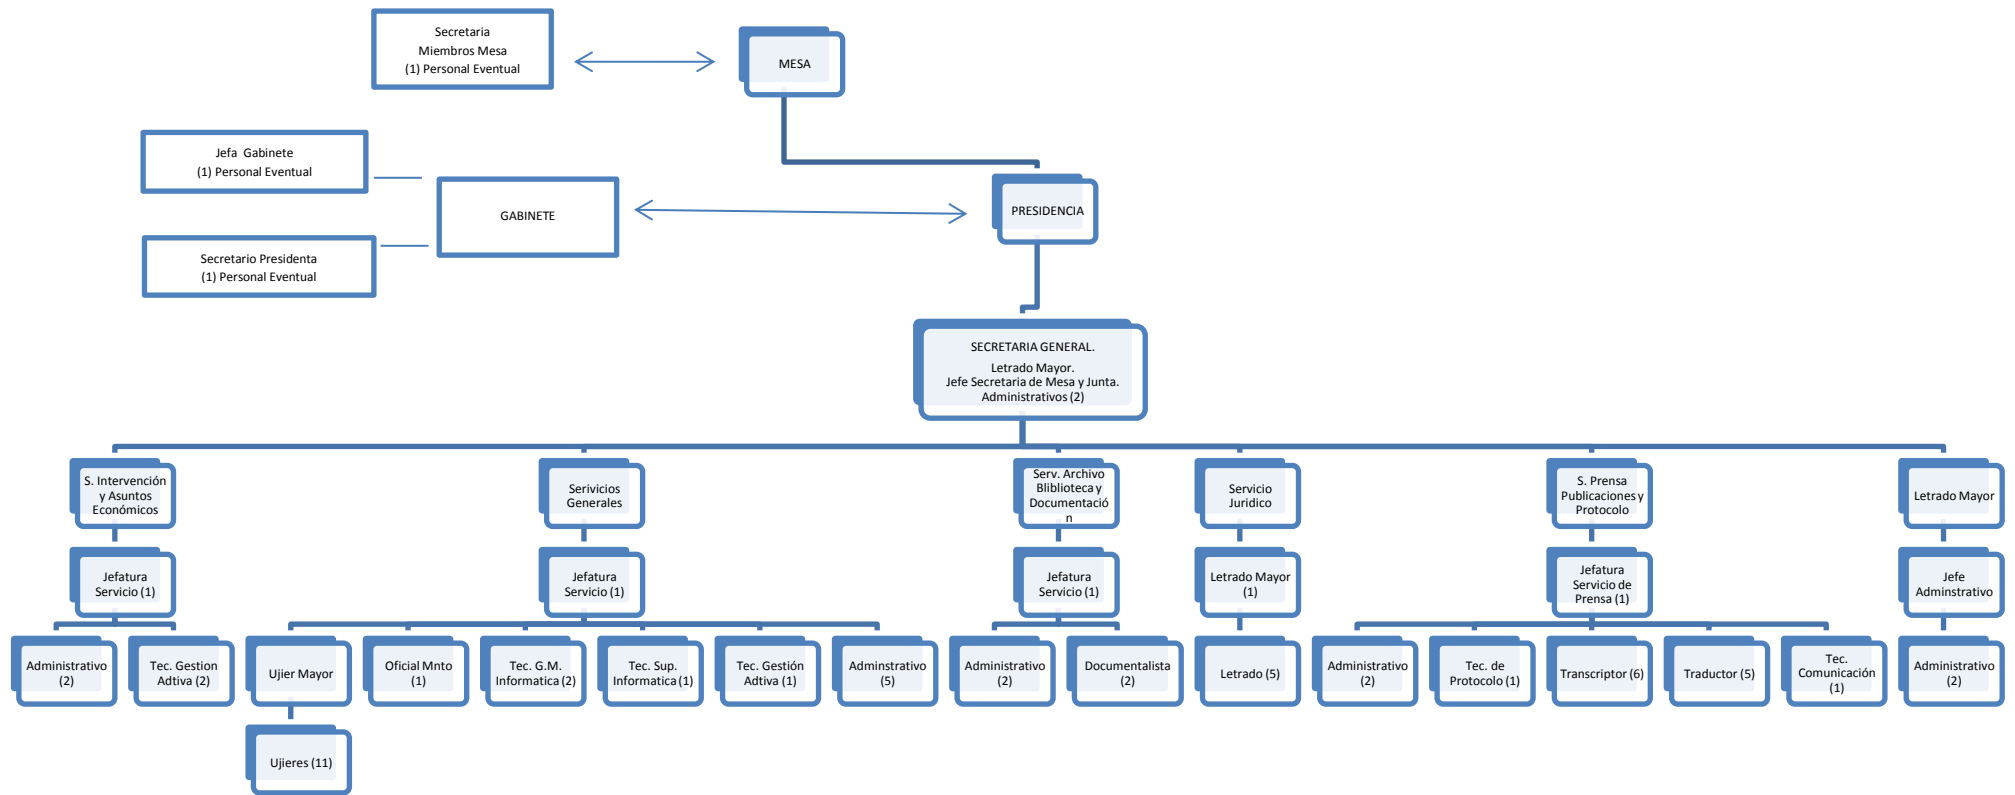 Secretaria
Miembros Mesa
(1) Personal Eventual
MESA
Jefa Gabinete
(1) Personal Eventual
GABINETE
PRESIDENCIA
Secretario Presidenta
(1) Personal Eventual
SECRETARIA GENERAL.
Letrado Mayor.
Jefe Secretaria de Mesa y Junta.
Administrativos (2)
S. Intervención
y Asuntos
Económicos
Serivicios
Generales
Serv. Archivo
Bliblioteca y
Documentació
n
Servicio
Juridico
S. Prensa
Publicaciones y
Protocolo
Letrado Mayor
Jefatura
Servicio (1)
Jefatura
Servicio (1)
Jefatura
Servicio (1)
Letrado Mayor
(1)
Jefatura
Servicio de
Prensa (1)
Jefe
Adminstrativo
Administrativo
(2)
Tec. Gestion
Adtiva (2)
Ujier Mayor
Oficial Mnto
(1)
Tec. G.M.
Informatica (2)
Tec. Sup.
Informatica (1)
Tec. Gestión
Adtiva (1)
Adminstrativo
(5)
Administrativo
(2)
Documentalista
(2)
Letrado (5)
Administrativo
(2)
Tec. de
Protocolo (1)
Transcriptor (6)
Traductor (5)
Tec.
Comunicación
(1)
Administrativo
(2)
Ujieres (11)